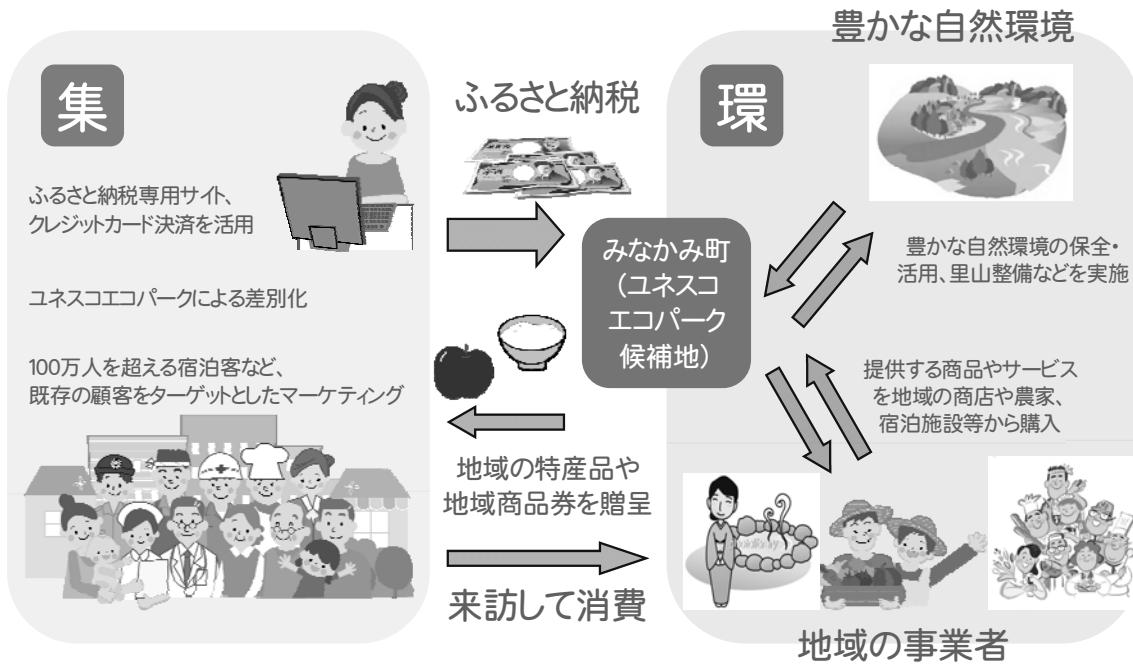 集
ふるさと納税専用サイト、
クレジットカード決済を活用
ユネスコエコパークによる差別化
100万人を超える宿泊客など、
既存の顧客をターゲットとしたマーケティング
ふるさと納税
地域の特産品や
地域商品券を贈呈
来訪して消費
環
豊かな自然環境
みなかみ町
(ユネスコ
エコパーク
候補地)
豊かな自然環境の保全・
活用、里山整備などを実施
提供する商品やサービス
を地域の商店や農家、
宿泊施設等から購入
地域の事業者